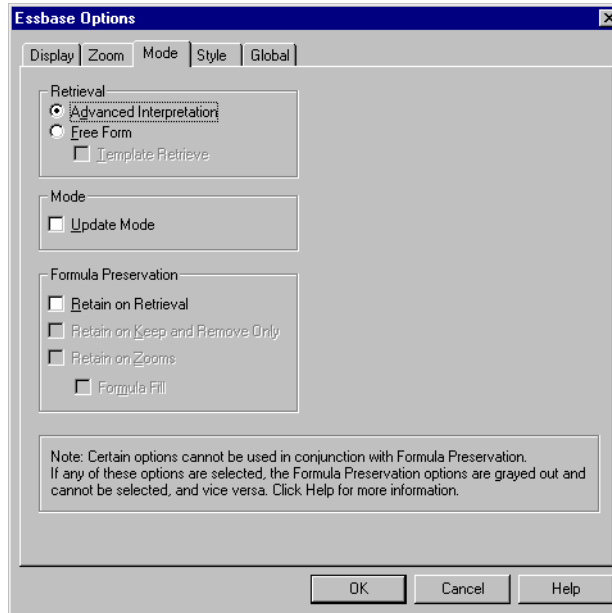 Essbase Options
Display
Zoom
Mode
Style
Global
Retrieval
Advanced Interpretation
Free Form
Template Retrieve
Mode
Update Mode
Formula Preservation
Retain on Retrieval
Retain on Keep and Remove Only
Retain on Zooms
Formula Fill
Note: Certain options cannot be used in conjunction with Formula Preservation.
If any of these options are selected, the Formula Preservation options are grayed out and
cannot be selected, and vice versa. Click Help for more information.
OK
Cancel
Help